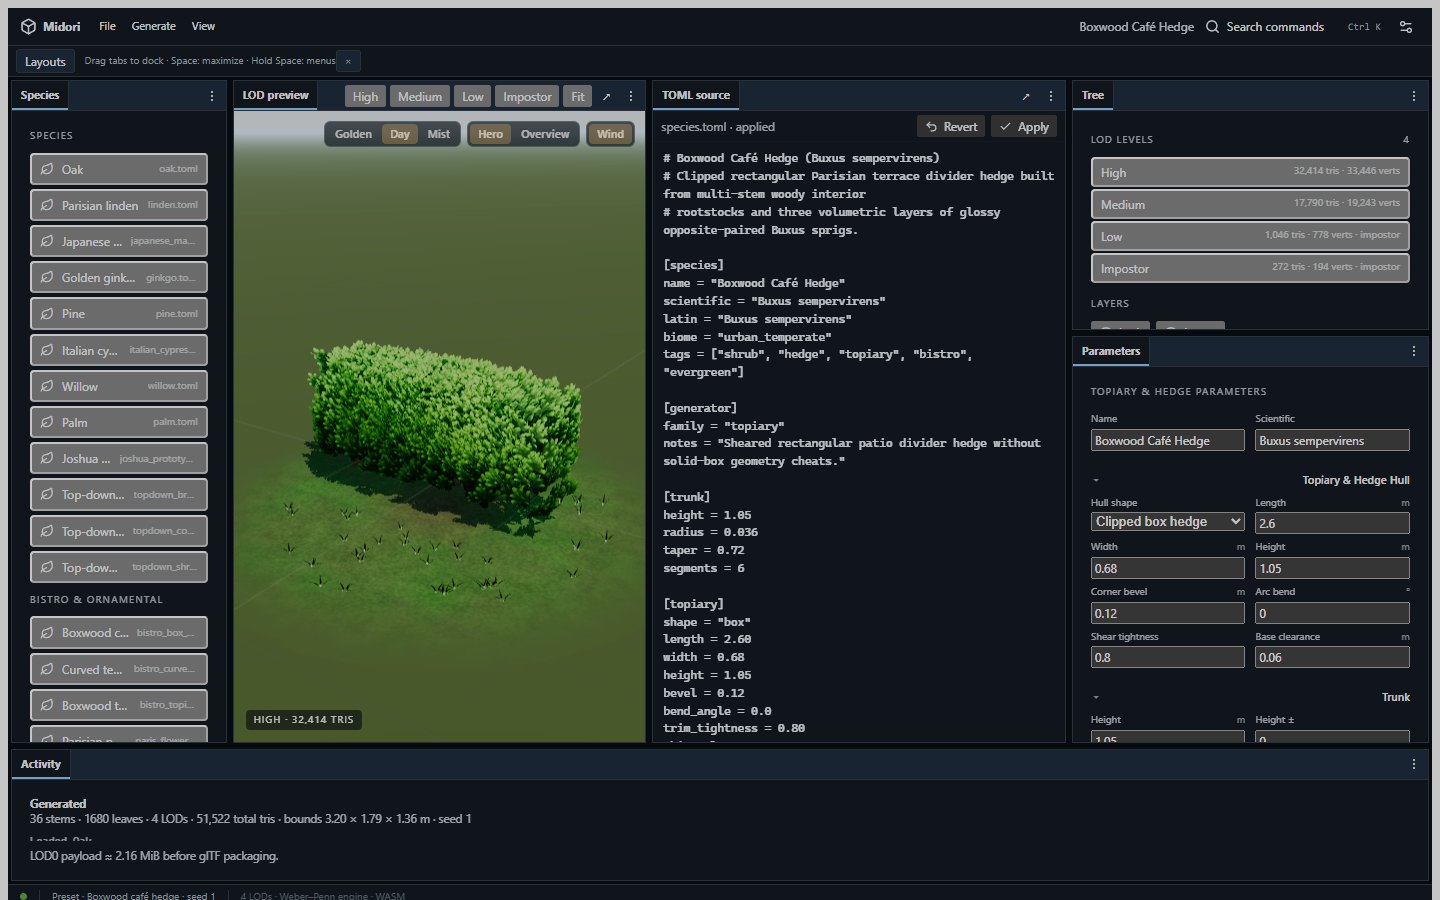 Midori File Generate View Boxwood Café Hedge Search commands Ctrl K
Layouts Drag tabs to dock · Space: maximize · Hold Space: menus ×
Species
SPECIES
Oak oak.toml
Parisian linden linden.toml
Japanese ... japanese_ma...
Golden gink... ginkgo.to...
Pine pine.toml
Italian cy... italian_cypres...
Willow willow.toml
Palm palm.toml
Joshua ... joshua_prototy...
Top-down... topdown_br...
Top-down... topdown_co...
Top-dow... topdown_shr...
BISTRO & ORNAMENTAL
Boxwood c... bistro_box_...
Curved te... bistro_curve...
Boxwood t... bistro_topi...
LOD preview High Medium Low Impostor Fit
Golden Day Mist Hero Overview Wind
HIGH · 32,414 TRIS
TOML source
species.toml · applied Revert Apply
# Boxwood Café Hedge (Buxus sempervirens)
# Clipped rectangular Parisian terrace divider hedge built
from multi-stem woody interior
# rootstocks and three volumetric layers of glossy
opposite-paired Buxus sprigs.
[species]
name = "Boxwood Café Hedge"
scientific = "Buxus sempervirens"
latin = "Buxus sempervirens"
biome = "urban_temperate"
tags = ["shrub", "hedge", "topiary", "bistro",
"evergreen"]
[generator]
family = "topiary"
notes = "Sheared rectangular patio divider hedge without
solid-box geometry cheats."
[trunk]
height = 1.05
radius = 0.036
taper = 0.72
segments = 6
[topiary]
shape = "box"
length = 2.60
width = 0.68
height = 1.05
bevel = 0.12
bend_angle = 0.0
trim_tightness = 0.80
Tree
LOD LEVELS 4
High 32,414 tris · 33,446 verts
Medium 17,790 tris · 19,243 verts
Low 1,046 tris · 778 verts · impostor
Impostor 272 tris · 194 verts · impostor
LAYERS
Parameters
TOPIARY & HEDGE PARAMETERS
Name Scientific
Boxwood Café Hedge Buxus sempervirens
Topiary & Hedge Hull
Hull shape Length m
Clipped box hedge 2.6
Width m Height m
0.68 1.05
Corner bevel m Arc bend °
0.12 0
Shear tightness Base clearance m
0.8 0.06
Trunk
Height m Height ±
1.05 0
Activity
Generated
36 stems · 1680 leaves · 4 LODs · 51,522 total tris · bounds 3.20 × 1.79 × 1.36 m · seed 1
LOD0 payload ≈ 2.16 MiB before glTF packaging.
Preset · Boxwood café hedge · seed 1 4 LODs · Weber–Penn engine · WASM